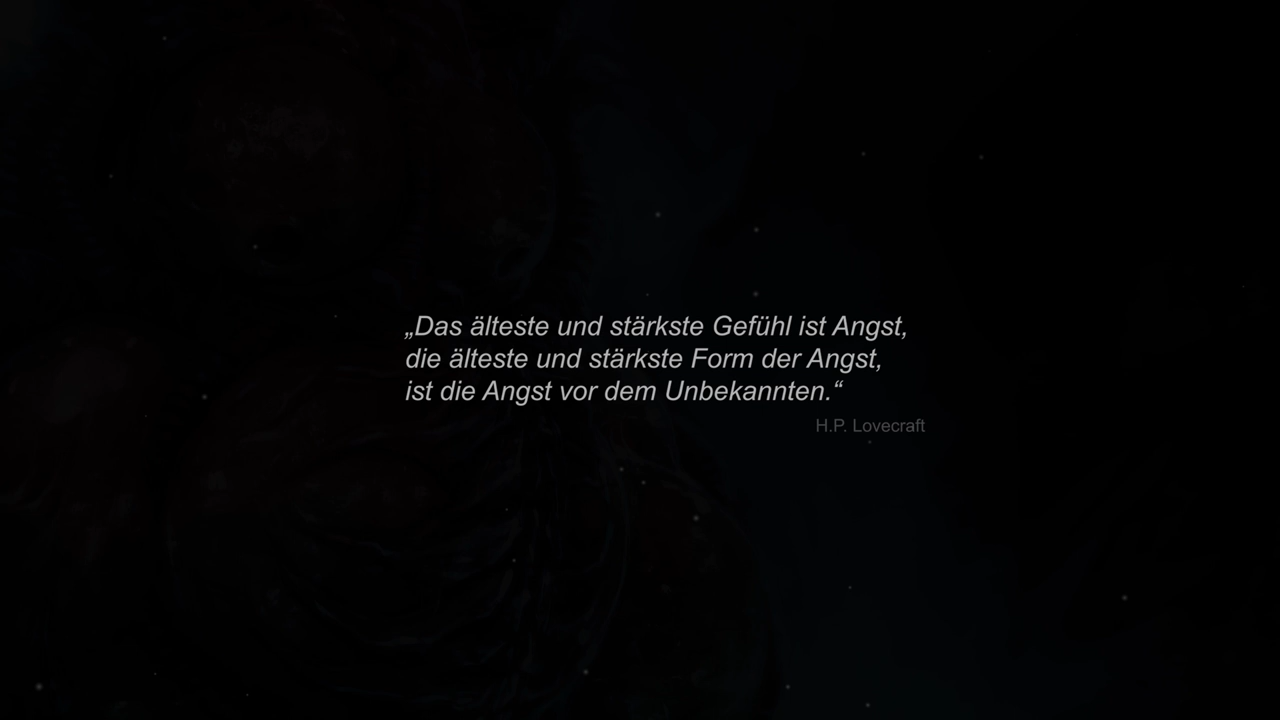 „Das älteste und stärkste Gefühl ist Angst,
die älteste und stärkste Form der Angst,
ist die Angst vor dem Unbekannten.“
H.P. Lovecraft